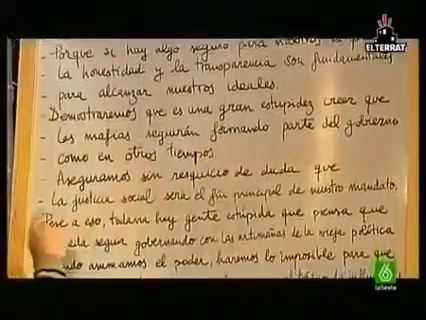 EL TERRAT
- Porque si hay algo seguro para nosotros es
- la honestidad y la transparencia son fundamentales
- para alcanzar nuestros ideales.
- Demostraremos que es una gran estupidez creer que
- las mafias seguirán formando parte del gobierno
- como en otros tiempos
- Aseguramos sin resquicio de duda que
- La justicia social será el fin principal de nuestro mandato.
Pese a eso, todavía hay gente estúpida que piensa que
seguir gobernando con las artimañas de la vieja política
asumamos el poder, haremos lo imposible para que
6
laSexta